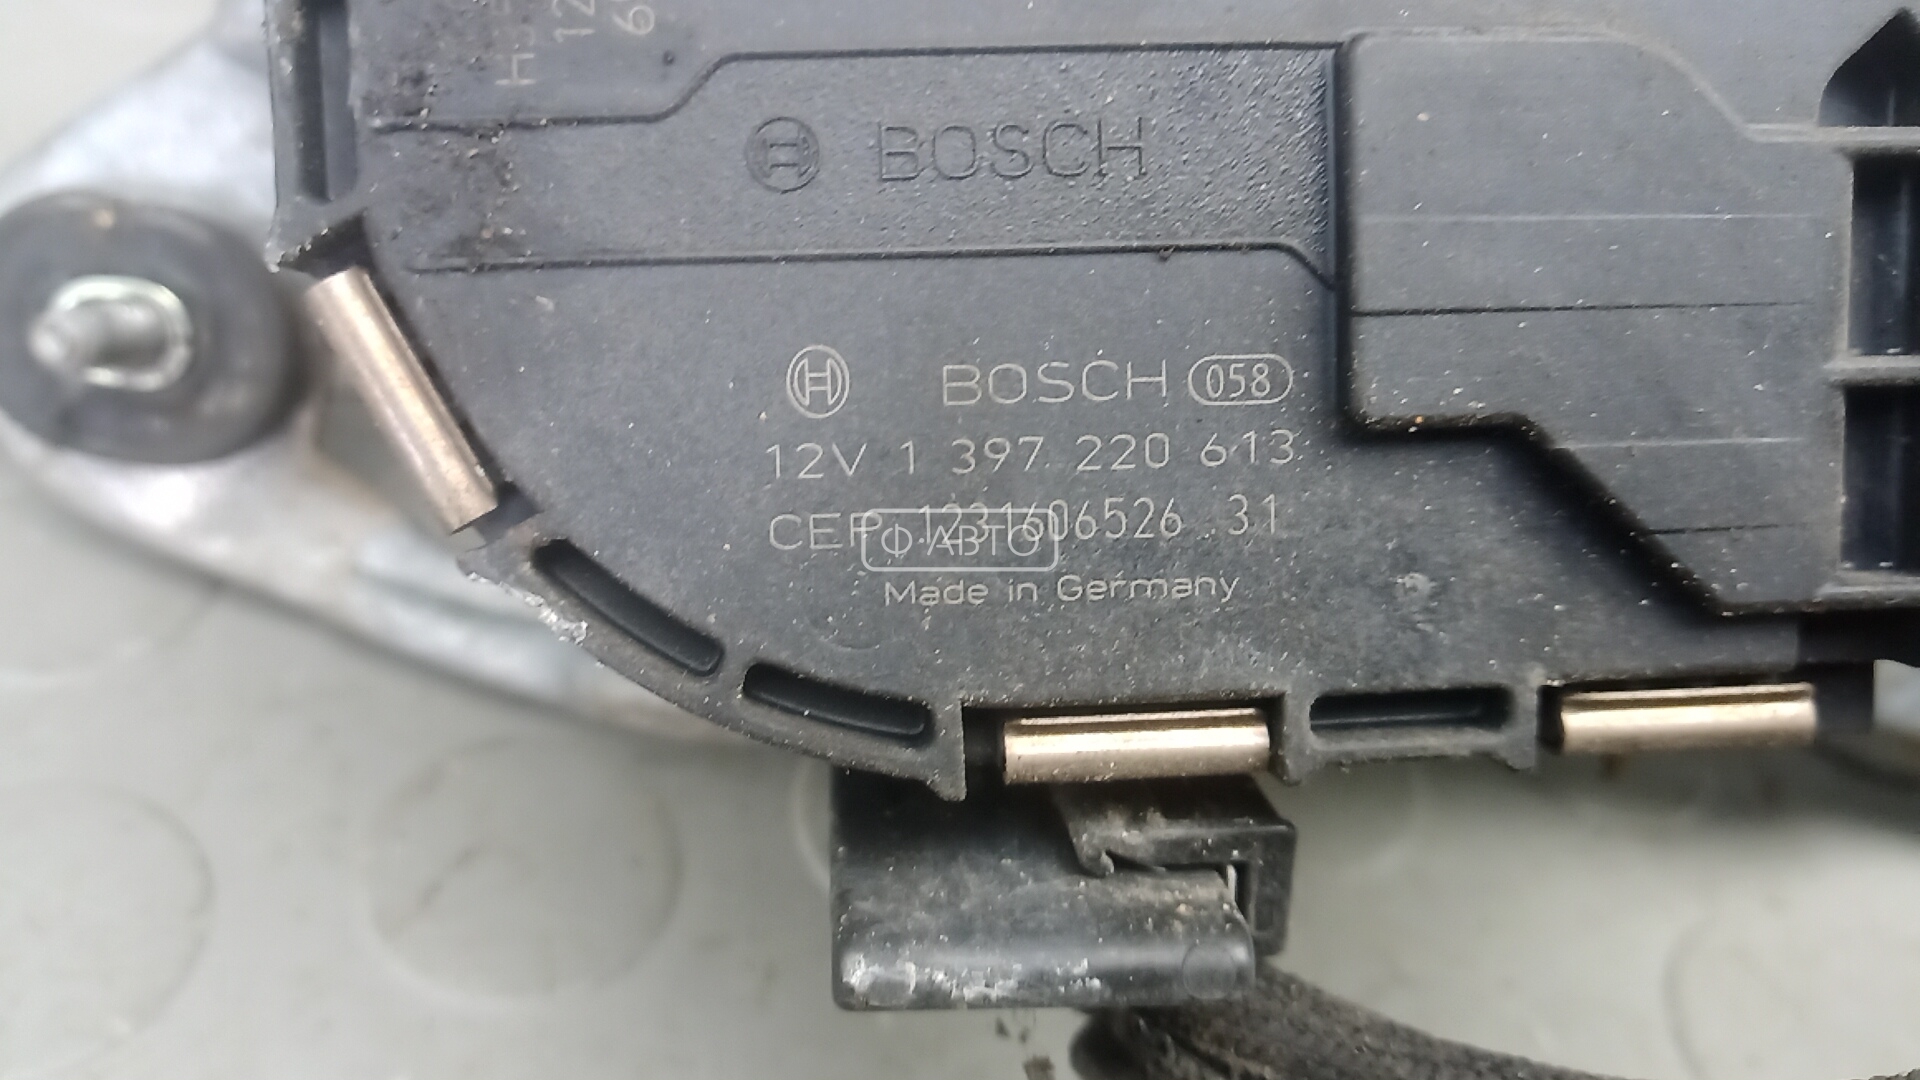 BOSCH
BOSCH 058
12V 1 397 220 613
CEP 1231606526 31
Ф АВТО
Made in Germany